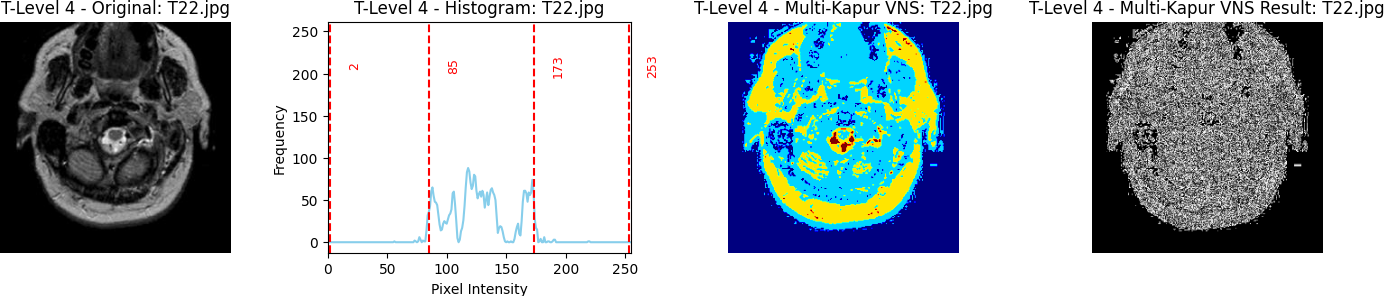 T-Level 4 - Original: T22.jpg
T-Level 4 - Histogram: T22.jpg
T-Level 4 - Multi-Kapur VNS: T22.jpg
T-Level 4 - Multi-Kapur VNS Result: T22.jpg
250
200
150
100
50
0
Frequency
2
85
173
253
0 50 100 150 200 250
Pixel Intensity